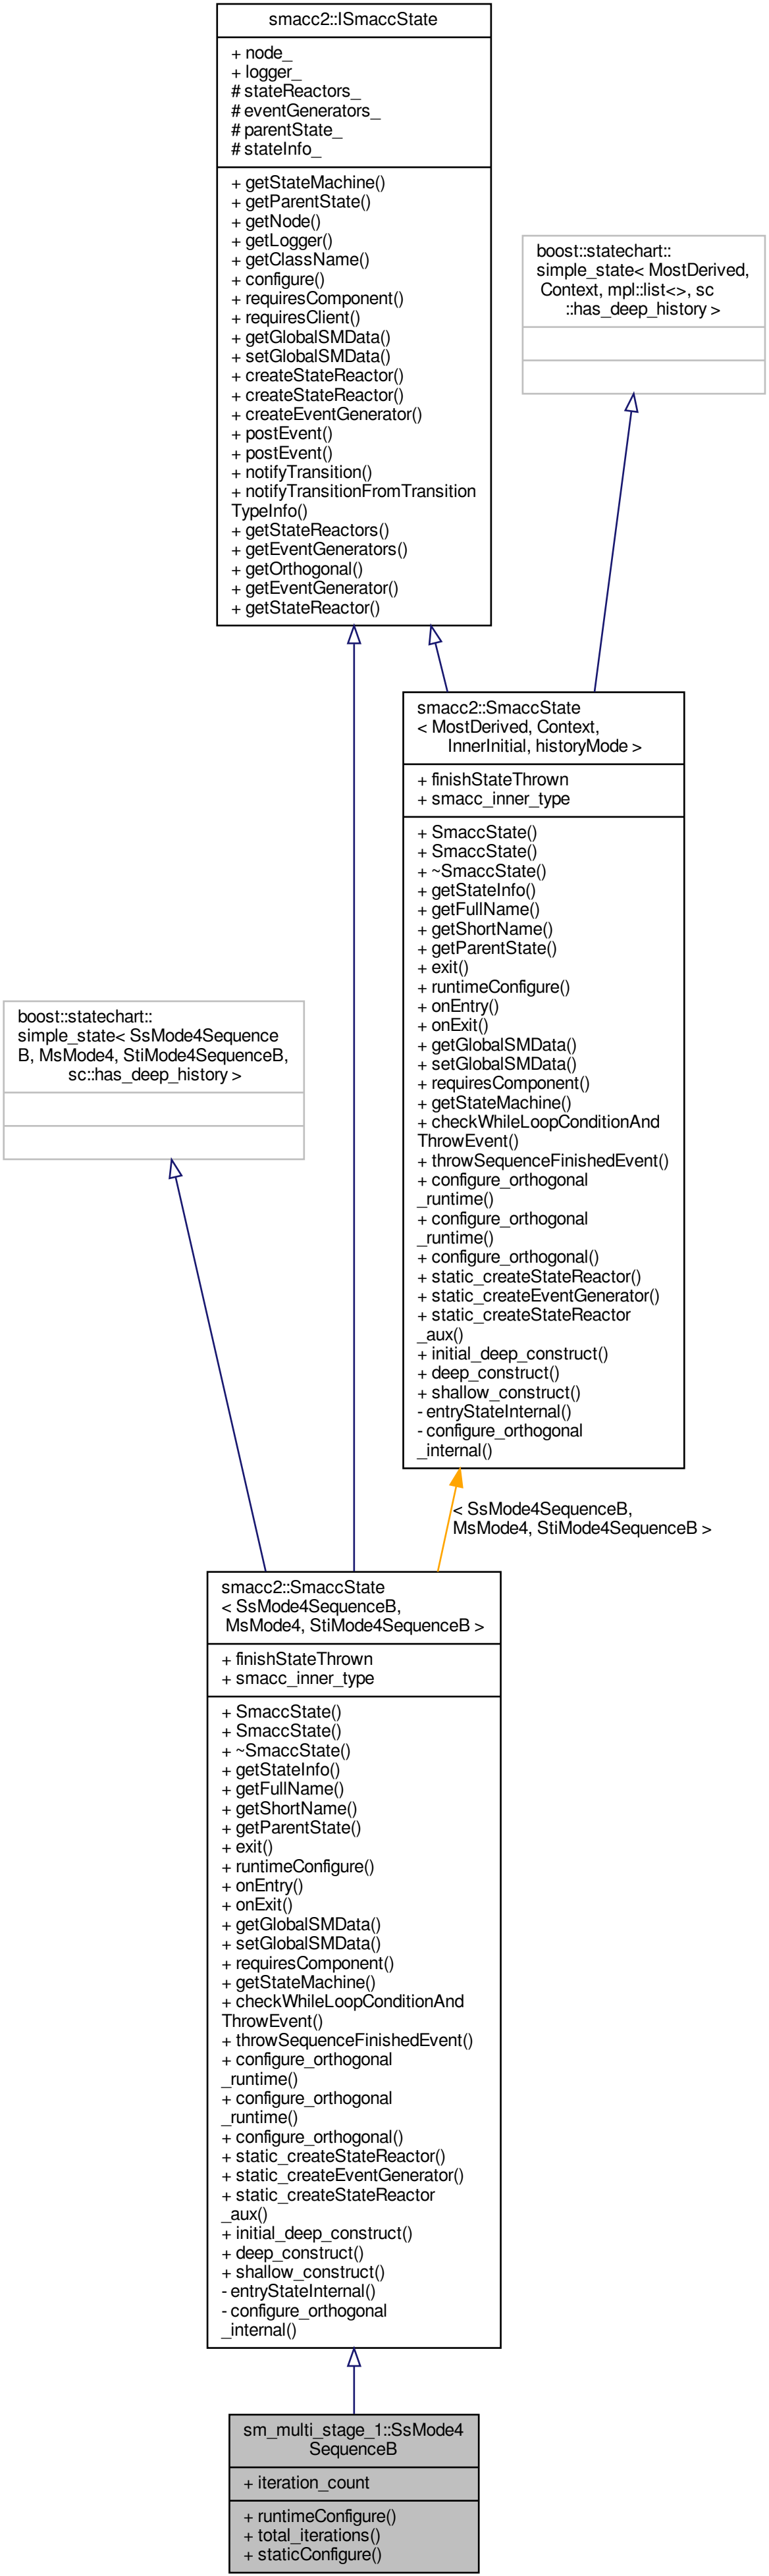 smacc2::ISmaccState
+ node_
+ logger_
# stateReactors_
# eventGenerators_
# parentState_
# stateInfo_
+ getStateMachine()
+ getParentState()
+ getNode()
+ getLogger()
+ getClassName()
+ configure()
+ requiresComponent()
+ requiresClient()
+ getGlobalSMData()
+ setGlobalSMData()
+ createStateReactor()
+ createStateReactor()
+ createEventGenerator()
+ postEvent()
+ postEvent()
+ notifyTransition()
+ notifyTransitionFromTransition
TypeInfo()
+ getStateReactors()
+ getEventGenerators()
+ getOrthogonal()
+ getEventGenerator()
+ getStateReactor()
boost::statechart::
simple_state< MostDerived,
Context, mpl::list<>, sc
::has_deep_history >
smacc2::SmaccState
< MostDerived, Context,
InnerInitial, historyMode >
+ finishStateThrown
+ smacc_inner_type
+ SmaccState()
+ SmaccState()
+ ~SmaccState()
+ getStateInfo()
+ getFullName()
+ getShortName()
+ getParentState()
+ exit()
+ runtimeConfigure()
+ onEntry()
+ onExit()
+ getGlobalSMData()
+ setGlobalSMData()
+ requiresComponent()
+ getStateMachine()
+ checkWhileLoopConditionAnd
ThrowEvent()
+ throwSequenceFinishedEvent()
+ configure_orthogonal
_runtime()
+ configure_orthogonal
_runtime()
+ configure_orthogonal()
+ static_createStateReactor()
+ static_createEventGenerator()
+ static_createStateReactor
_aux()
+ initial_deep_construct()
+ deep_construct()
+ shallow_construct()
- entryStateInternal()
- configure_orthogonal
_internal()
boost::statechart::
simple_state< SsMode4Sequence
B, MsMode4, StiMode4SequenceB,
sc::has_deep_history >
< SsMode4SequenceB,
MsMode4, StiMode4SequenceB >
smacc2::SmaccState
< SsMode4SequenceB,
MsMode4, StiMode4SequenceB >
+ finishStateThrown
+ smacc_inner_type
+ SmaccState()
+ SmaccState()
+ ~SmaccState()
+ getStateInfo()
+ getFullName()
+ getShortName()
+ getParentState()
+ exit()
+ runtimeConfigure()
+ onEntry()
+ onExit()
+ getGlobalSMData()
+ setGlobalSMData()
+ requiresComponent()
+ getStateMachine()
+ checkWhileLoopConditionAnd
ThrowEvent()
+ throwSequenceFinishedEvent()
+ configure_orthogonal
_runtime()
+ configure_orthogonal
_runtime()
+ configure_orthogonal()
+ static_createStateReactor()
+ static_createEventGenerator()
+ static_createStateReactor
_aux()
+ initial_deep_construct()
+ deep_construct()
+ shallow_construct()
- entryStateInternal()
- configure_orthogonal
_internal()
sm_multi_stage_1::SsMode4
SequenceB
+ iteration_count
+ runtimeConfigure()
+ total_iterations()
+ staticConfigure()